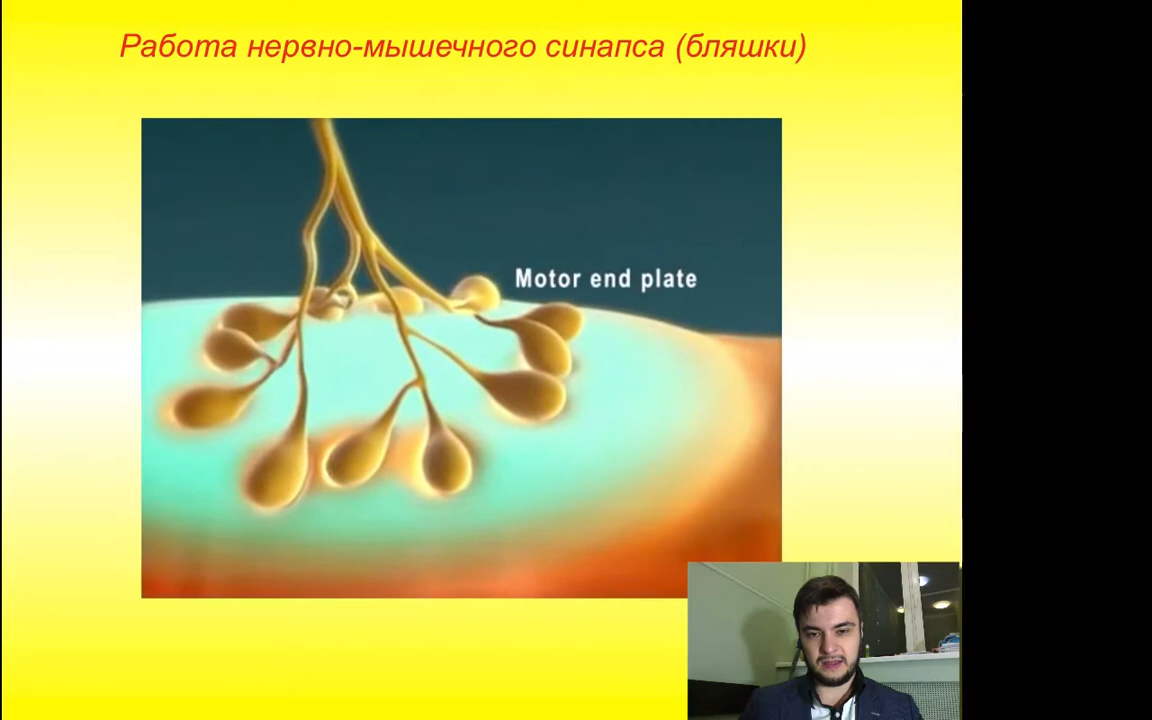 Работа нервно-мышечного синапса (бляшки)
Motor end plate